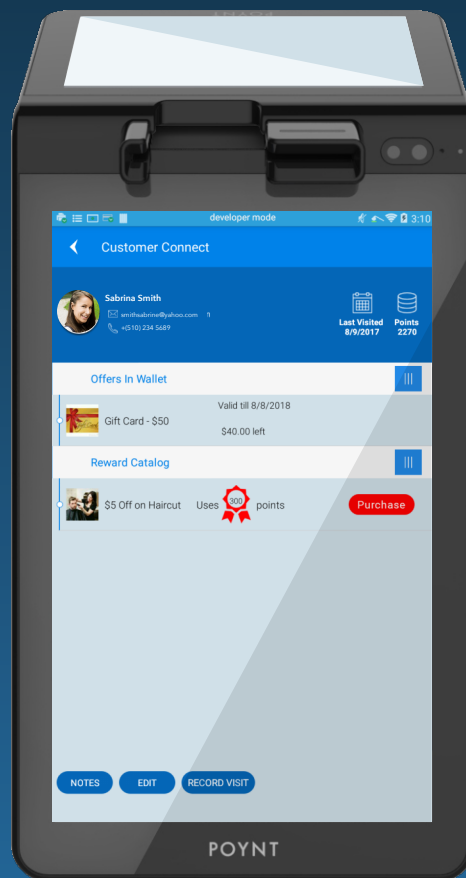 developer mode 3:10
Customer Connect
Sabrina Smith
smithsabrine@yahoo.com
+(510) 234 5689
Last Visited
8/9/2017
Points
2270
Offers In Wallet
Gift Card - $50
Valid till 8/8/2018
$40.00 left
Reward Catalog
$5 Off on Haircut Uses 300 points
Purchase
NOTES EDIT RECORD VISIT
POYNT